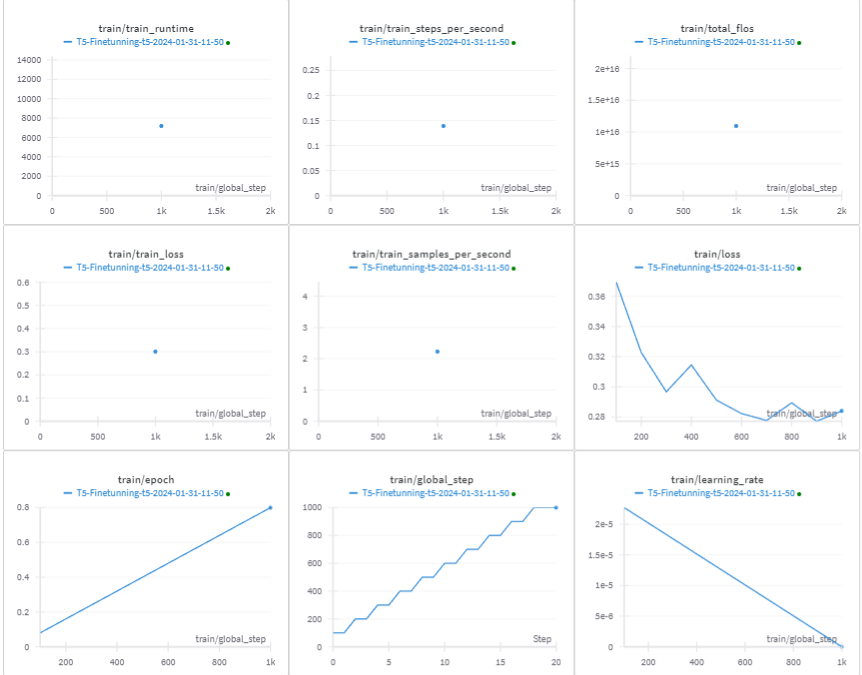 train/train_runtime
T5-Finetunning-t5-2024-01-31-11-50
14000
12000
10000
8000
6000
4000
2000
0
train/global_step
0 500 1k 1.5k 2k
train/train_steps_per_second
T5-Finetunning-t5-2024-01-31-11-50
0.25
0.2
0.15
0.1
0.05
0
train/global_step
0 500 1k 1.5k 2k
train/total_flos
T5-Finetunning-t5-2024-01-31-11-50
2e+16
1.5e+16
1e+16
5e+15
0
train/global_step
0 500 1k 1.5k 2k
train/train_loss
T5-Finetunning-t5-2024-01-31-11-50
0.6
0.5
0.4
0.3
0.2
0.1
0
train/global_step
0 500 1k 1.5k 2k
train/train_samples_per_second
T5-Finetunning-t5-2024-01-31-11-50
4
3
2
1
0
train/global_step
0 500 1k 1.5k 2k
train/loss
T5-Finetunning-t5-2024-01-31-11-50
0.36
0.34
0.32
0.3
0.28
train/global_step
200 400 600 800 1k
train/epoch
T5-Finetunning-t5-2024-01-31-11-50
0.8
0.6
0.4
0.2
0
train/global_step
200 400 600 800 1k
train/global_step
T5-Finetunning-t5-2024-01-31-11-50
1000
800
600
400
200
0
Step
0 5 10 15 20
train/learning_rate
T5-Finetunning-t5-2024-01-31-11-50
2e-5
1.5e-5
1e-5
5e-6
0
train/global_step
200 400 600 800 1k